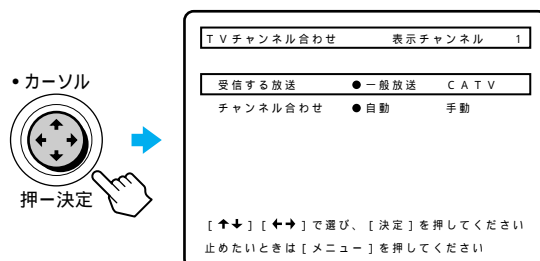 •カーソル
押ー決定
TVチャンネル合わせ 表示チャンネル 1
受信する放送 ●一般放送 CATV
チャンネル合わせ ●自動 手動
[↑↓][←→]で選び、[決定]を押してください
止めたいときは[メニュー]を押してください